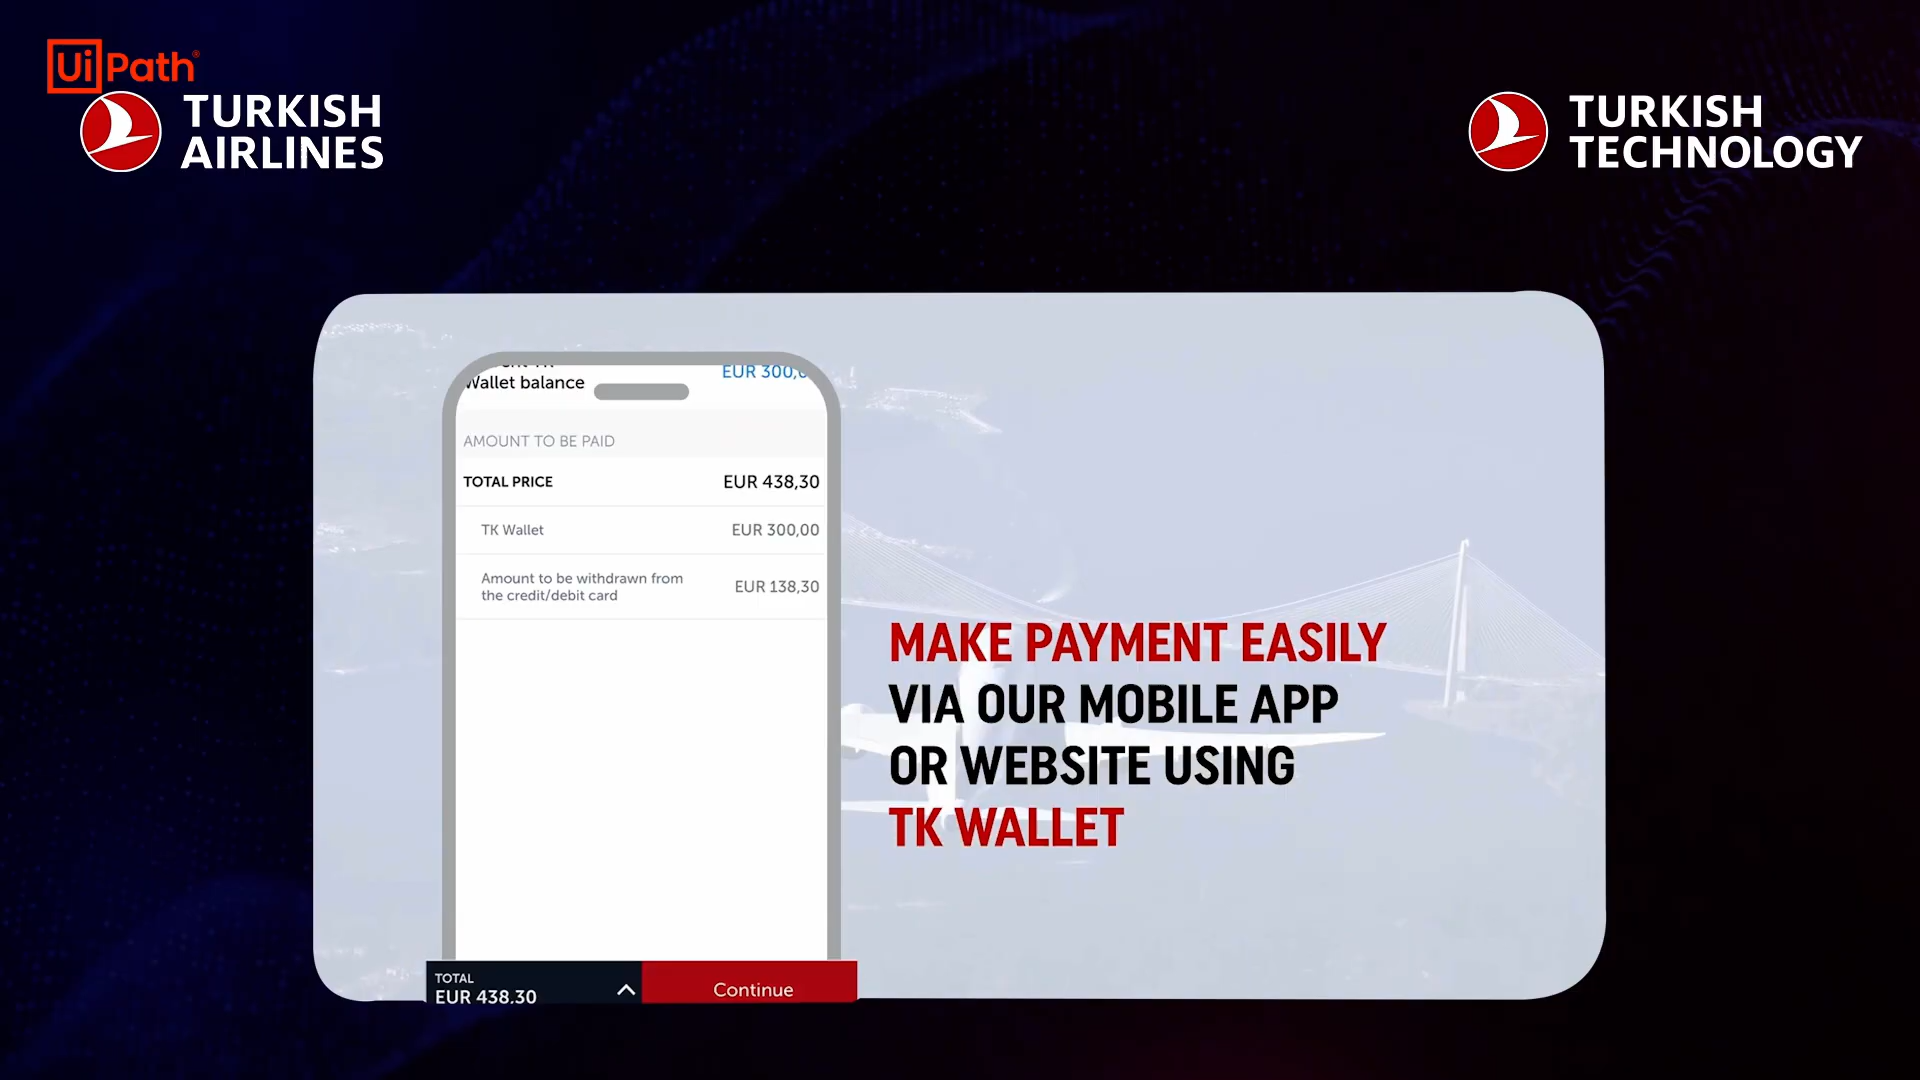 UiPath®
TURKISH
AIRLINES
TURKISH
TECHNOLOGY
Wallet balance
AMOUNT TO BE PAID
TOTAL PRICE
EUR 438,30
TK Wallet
EUR 300,00
Amount to be withdrawn from
the credit/debit card
EUR 138,30
TOTAL
EUR 438,30
Continue
MAKE PAYMENT EASILY
VIA OUR MOBILE APP
OR WEBSITE USING
TK WALLET